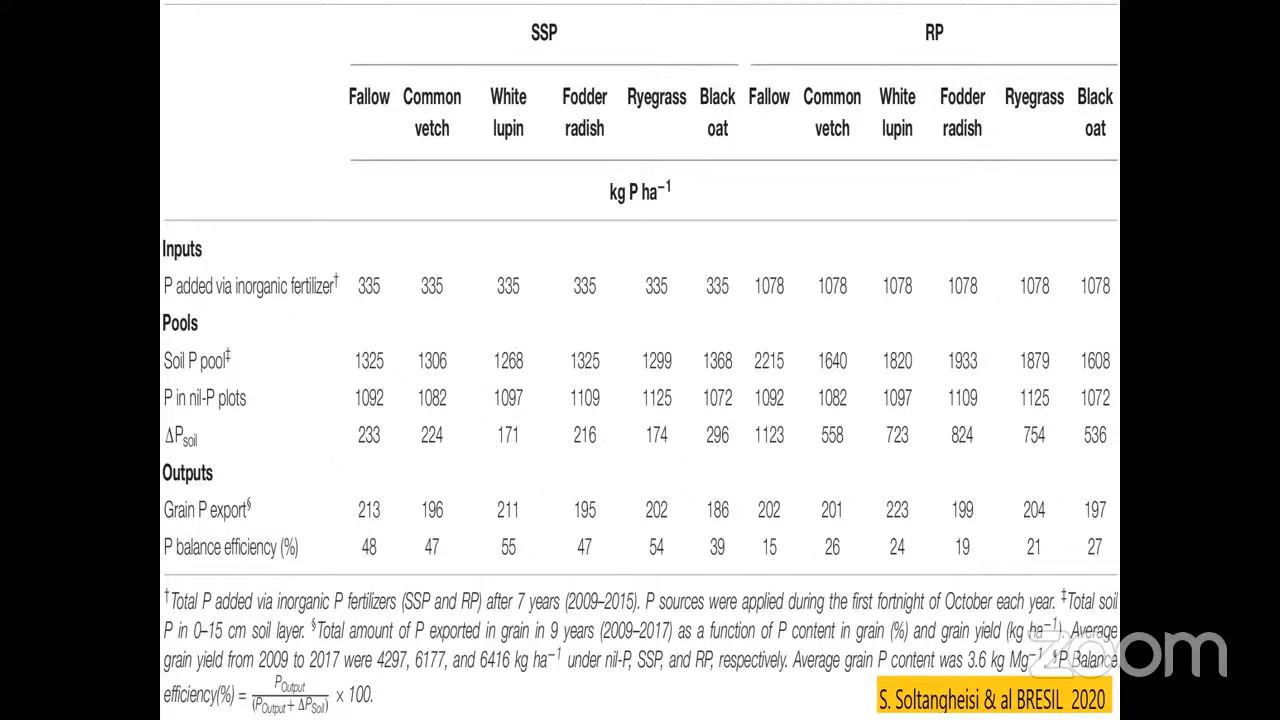 SSP RP
Fallow Common vetch White lupin Fodder radish Ryegrass Black oat Fallow Common vetch White lupin Fodder radish Ryegrass Black oat
kg P ha⁻¹
Inputs
P added via inorganic fertilizer† 335 335 335 335 335 335 1078 1078 1078 1078 1078 1078
Pools
Soil P pool‡ 1325 1306 1268 1325 1299 1368 2215 1640 1820 1933 1879 1608
P in nil-P plots 1092 1082 1097 1109 1125 1072 1092 1082 1097 1109 1125 1072
ΔPsoil 233 224 171 216 174 296 1123 558 723 824 754 536
Outputs
Grain P export§ 213 196 211 195 202 186 202 201 223 199 204 197
P balance efficiency (%) 48 47 55 47 54 39 15 26 24 19 21 27
†Total P added via inorganic P fertilizers (SSP and RP) after 7 years (2009–2015). P sources were applied during the first fortnight of October each year. ‡Total soil
P in 0–15 cm soil layer. §Total amount of P exported in grain in 9 years (2009–2017) as a function of P content in grain (%) and grain yield (kg ha⁻¹). Average
grain yield from 2009 to 2017 were 4297, 6177, and 6416 kg ha⁻¹ under nil-P, SSP, and RP, respectively. Average grain P content was 3.6 kg Mg⁻¹. §P Balance
efficiency(%) = POutput / (POutput + ΔPSoil) × 100.
zoom
S. Soltangheisi & al BRESIL 2020